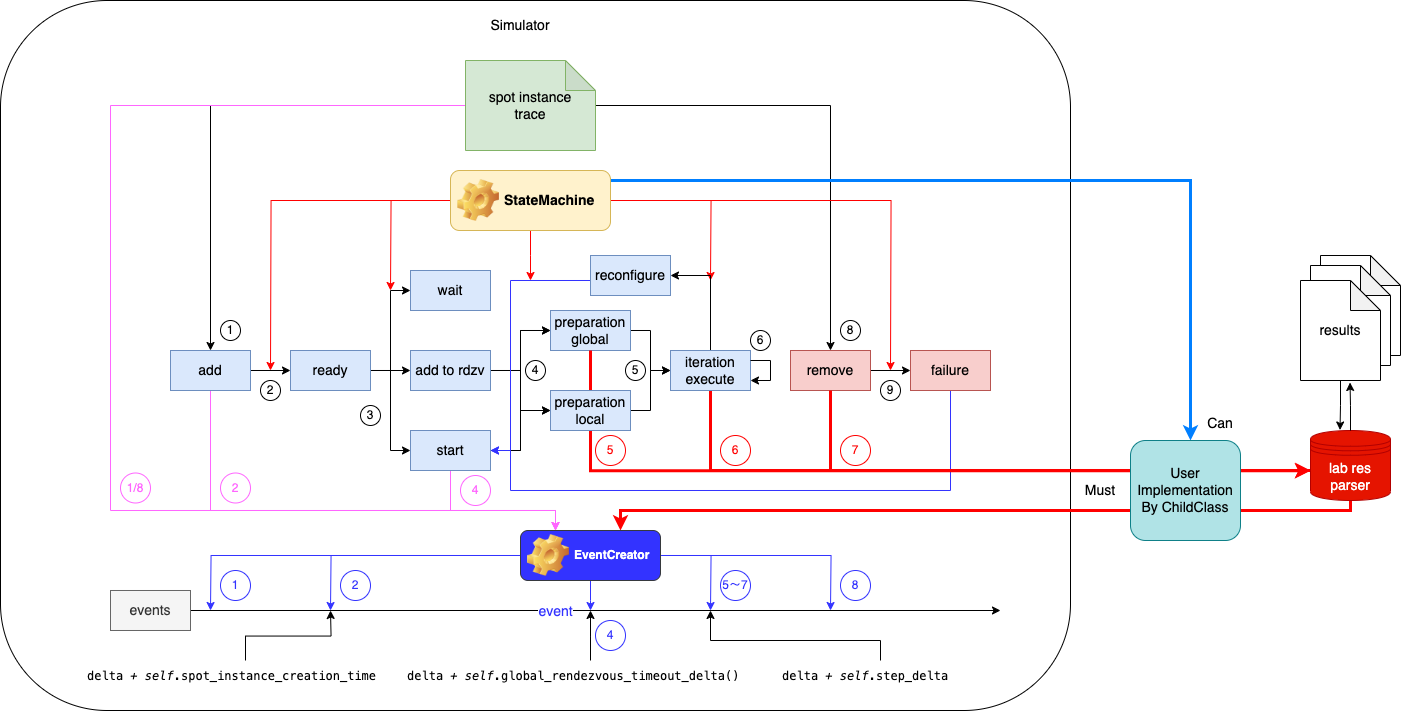 Simulator
spot instance
trace
StateMachine
reconfigure
wait
1
preparation
global
6
8
add
2
ready
add to rdzv
4
5
iteration
execute
remove
9
failure
results
3
preparation
local
start
5
6
7
Can
User
Implementation
By ChildClass
lab res
parser
1/8
2
4
Must
EventCreator
1
2
5～7
8
events
event
4
delta + self.spot_instance_creation_time
delta + self.global_rendezvous_timeout_delta()
delta + self.step_delta